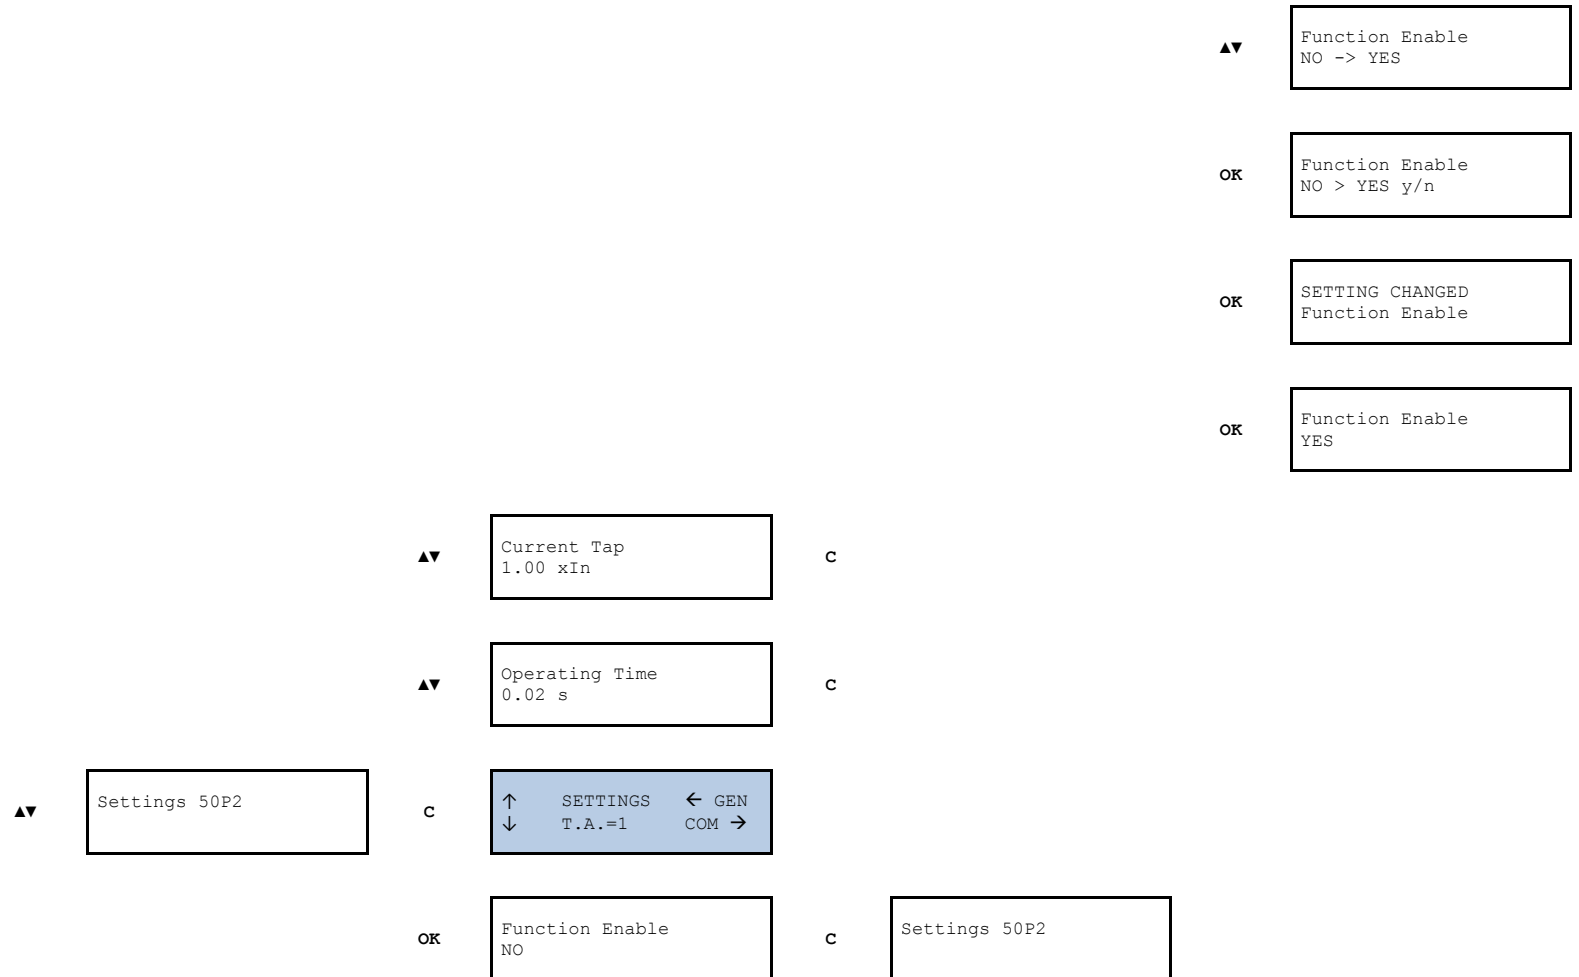 ▲▼
Function Enable
NO -> YES
OK
Function Enable
NO > YES y/n
OK
SETTING CHANGED
Function Enable
OK
Function Enable
YES
▲▼
Current Tap
1.00 xIn
C
▲▼
Operating Time
0.02 s
C
▲▼
Settings 50P2
C
↑ SETTINGS ← GEN
↓ T.A.=1 COM →
OK
Function Enable
NO
C
Settings 50P2